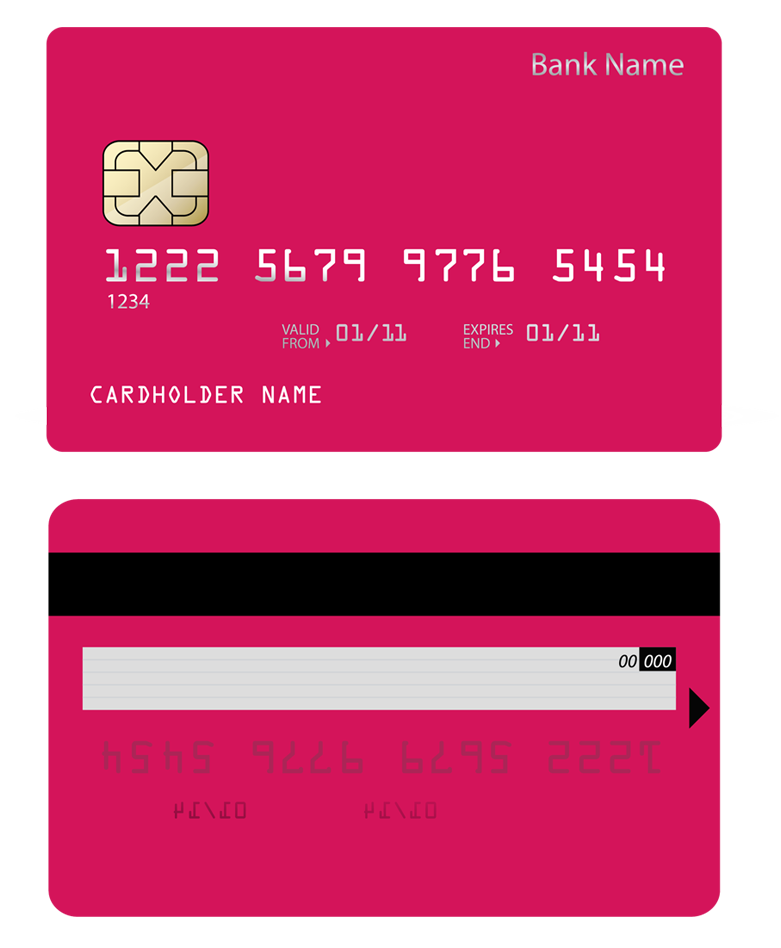 Bank Name
1222 5679 9776 5454
1234
VALID FROM 01/11 EXPIRES END 01/11
CARDHOLDER NAME
00 000